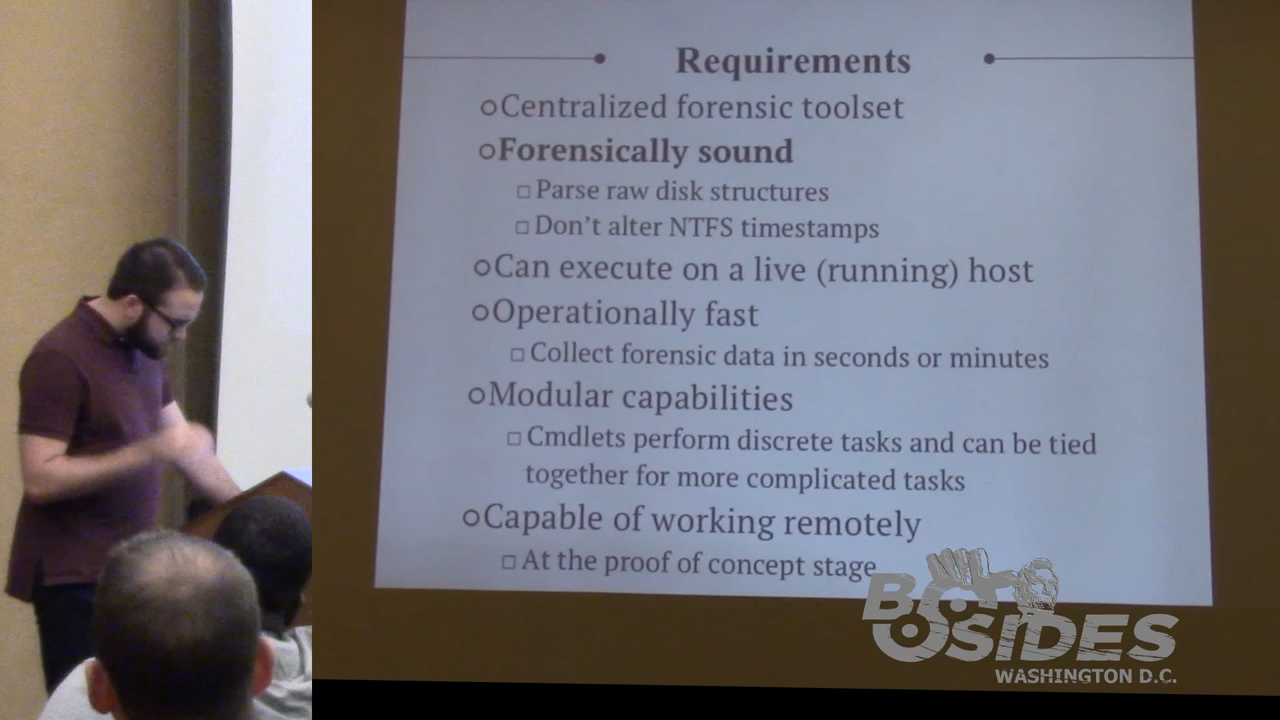 Requirements
Centralized forensic toolset
Forensically sound
Parse raw disk structures
Don't alter NTFS timestamps
Can execute on a live (running) host
Operationally fast
Collect forensic data in seconds or minutes
Modular capabilities
Cmdlets perform discrete tasks and can be tied
together for more complicated tasks
Capable of working remotely
At the proof of concept stage
BSIDES
WASHINGTON D.C.